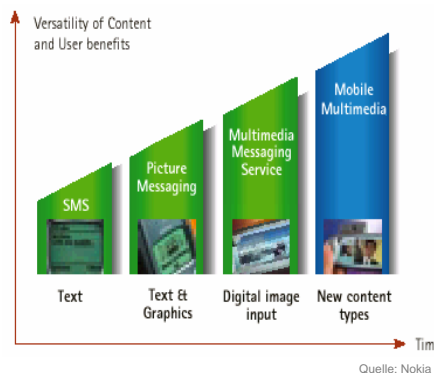 Versatility of Content
and User benefits
Mobile
Multimedia
Multimedia
Messaging
Service
Picture
Messaging
SMS
Text
Text &
Graphics
Digital image
input
New content
types
Tim
Quelle: Nokia